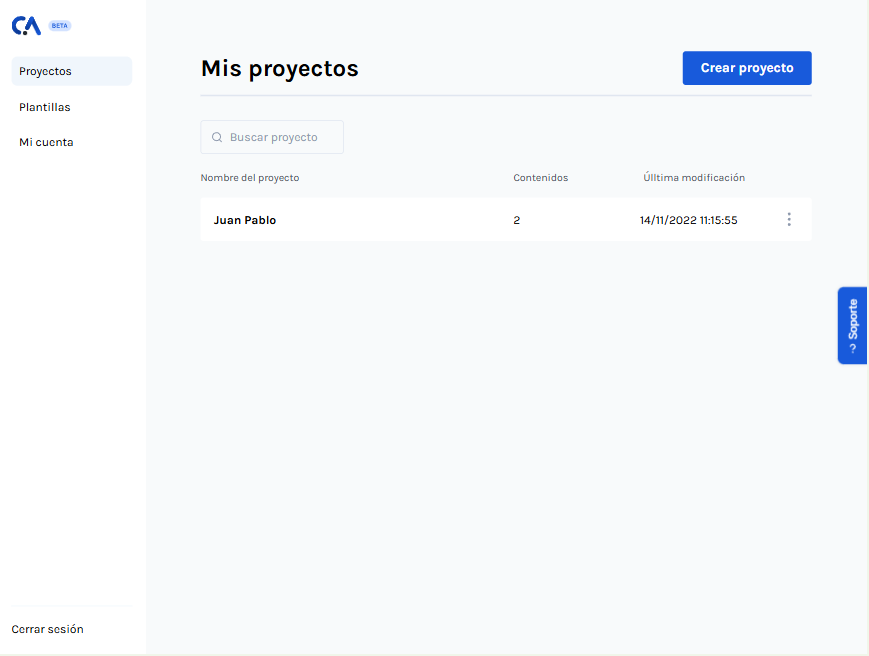 CA BETA
Proyectos
Plantillas
Mi cuenta
Cerrar sesión
Mis proyectos
Crear proyecto
Buscar proyecto
Nombre del proyecto Contenidos Úlltima modificación
Juan Pablo 2 14/11/2022 11:15:55
? Soporte